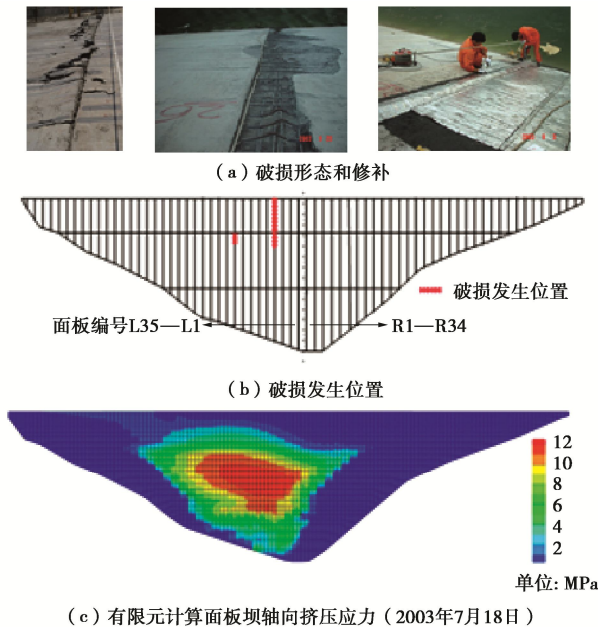 (a)破损形态和修补
破损发生位置
面板编号L35—L1
R1—R34
(b)破损发生位置
12
10
8
6
4
2
单位: MPa
(c)有限元计算面板坝轴向挤压应力(2003年7月18日)